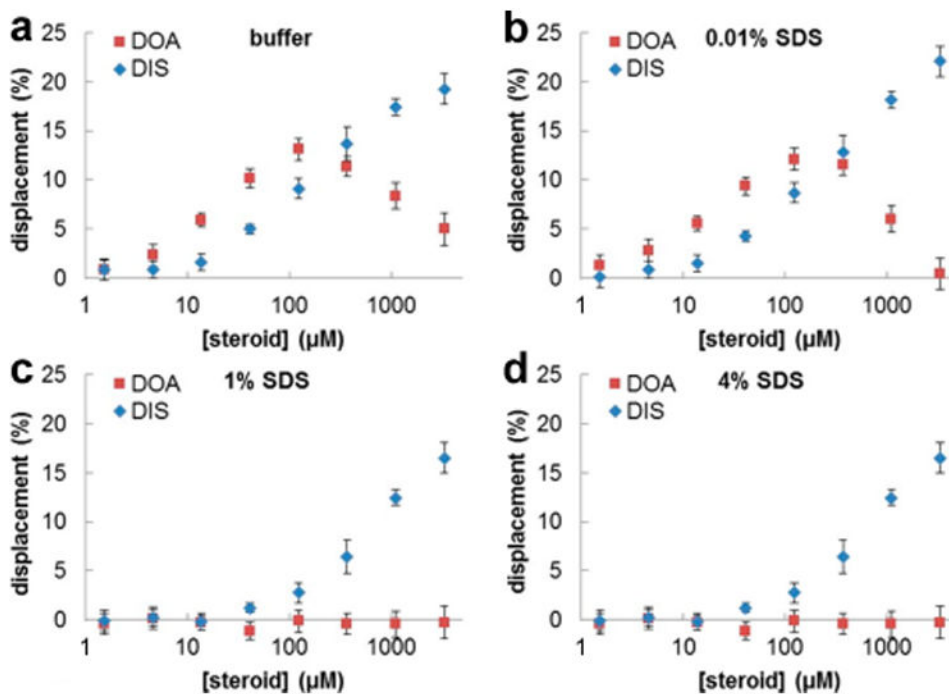 a
buffer
DOA
DIS
displacement (%)
25
20
15
10
5
0
1
10
100
1000
[steroid] (µM)
b
0.01% SDS
DOA
DIS
displacement (%)
25
20
15
10
5
0
1
10
100
1000
[steroid] (µM)
c
1% SDS
DOA
DIS
displacement (%)
25
20
15
10
5
0
1
10
100
1000
[steroid] (µM)
d
4% SDS
DOA
DIS
displacement (%)
25
20
15
10
5
0
1
10
100
1000
[steroid] (µM)